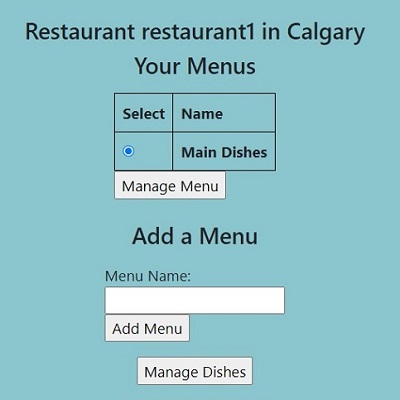 Restaurant restaurant1 in Calgary
Your Menus
Select Name
Main Dishes
Manage Menu
Add a Menu
Menu Name:
Add Menu
Manage Dishes